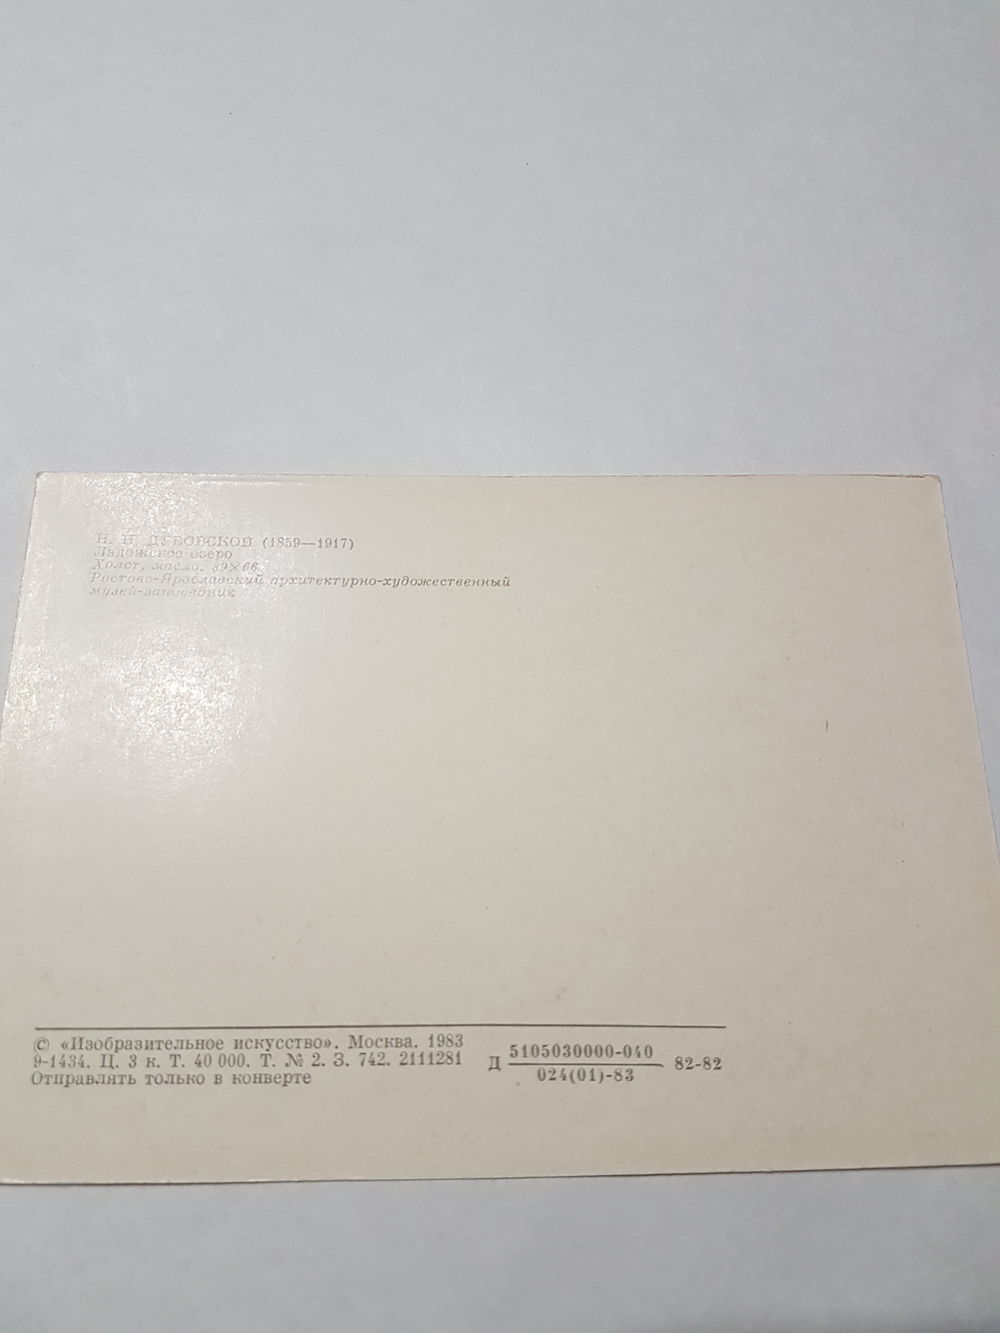 Н. Н. ДУБОВСКОЙ (1859—1917)
Ладожское озеро
Холст, масло. 89×66
Ростово-Ярославский архитектурно-художественный
музей-заповедник
© «Изобразительное искусство». Москва. 1983
9-1434. Ц. 3 к. Т. 40 000. Т. № 2. З. 742. 2111281
Отправлять только в конверте
Д 5105030000-040
024(01)-83
82-82